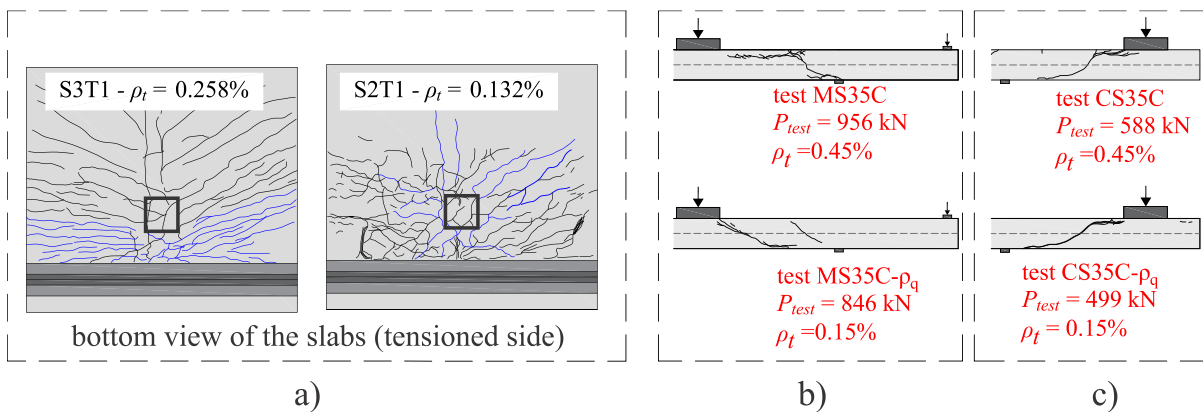 S3T1 - ρt = 0.258%
S2T1 - ρt = 0.132%
bottom view of the slabs (tensioned side)
a)
test MS35C
Ptest = 956 kN
ρt =0.45%
test MS35C-ρq
Ptest = 846 kN
ρt =0.15%
b)
test CS35C
Ptest = 588 kN
ρt =0.45%
test CS35C-ρq
Ptest = 499 kN
ρt =0.15%
c)